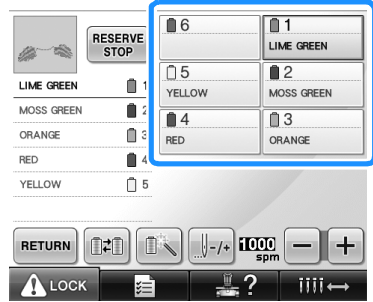 RESERVE
STOP
LIME GREEN 1
MOSS GREEN 2
ORANGE 3
RED 4
YELLOW 5
6
1
LIME GREEN
5
YELLOW
2
MOSS GREEN
4
RED
3
ORANGE
RETURN
-/+
1000
spm
− +
LOCK
?